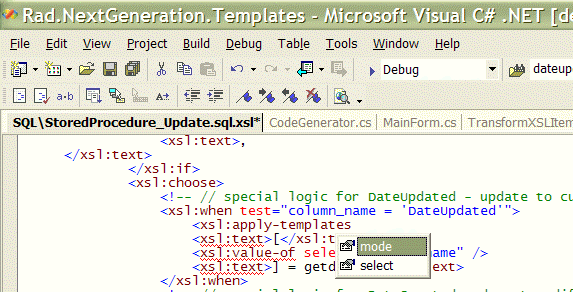 Rad.NextGeneration.Templates - Microsoft Visual C# .NET [de
File Edit View Project Build Debug Table Tools Window Help
Debug dateup
a·b A
SQL\StoredProcedure_Update.sql.xsl* CodeGenerator.cs MainForm.cs TransformXSLItem
<xsl:text>,
</xsl:text>
</xsl:if>
<xsl:choose>
<!-- // special logic for DateUpdated - update to cu
<xsl:when test="column_name = 'DateUpdated'">
<xsl:apply-templates
<xsl:text>[</xsl:t
mode
<xsl:value-of sele name" />
select
<xsl:text>] = getd ext>
</xsl:when>